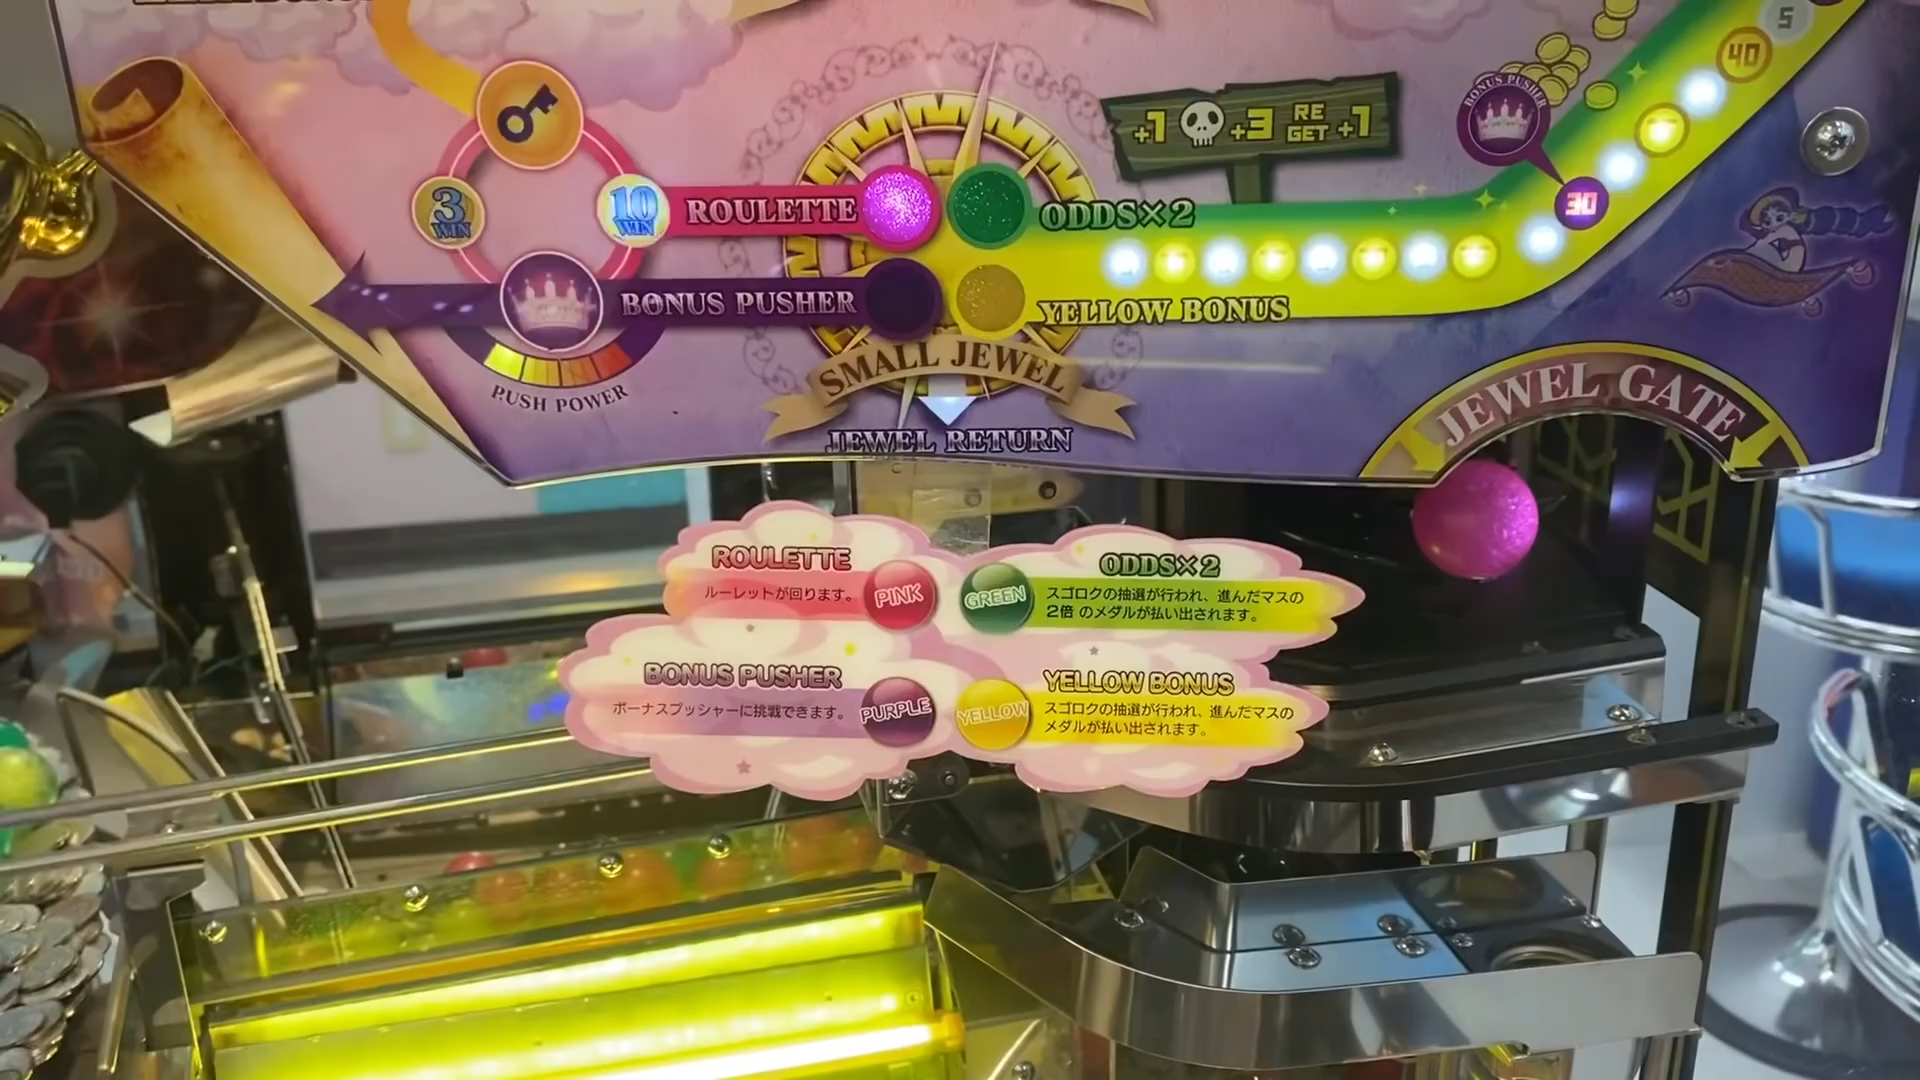 5
40
BONUS PUSHER
+1 +3 RE GET +1
3 WIN
10 WIN
ROULETTE
ODDS×2
30
BONUS PUSHER
YELLOW BONUS
PUSH POWER
SMALL JEWEL
JEWEL RETURN
JEWEL GATE
ROULETTE
ルーレットが回ります。
PINK
ODDS×2
GREEN
スゴロクの抽選が行われ、進んだマスの
2倍 のメダルが払い出されます。
BONUS PUSHER
ボーナスプッシャーに挑戦できます。
PURPLE
YELLOW BONUS
YELLOW
スゴロクの抽選が行われ、進んだマスの
メダルが払い出されます。